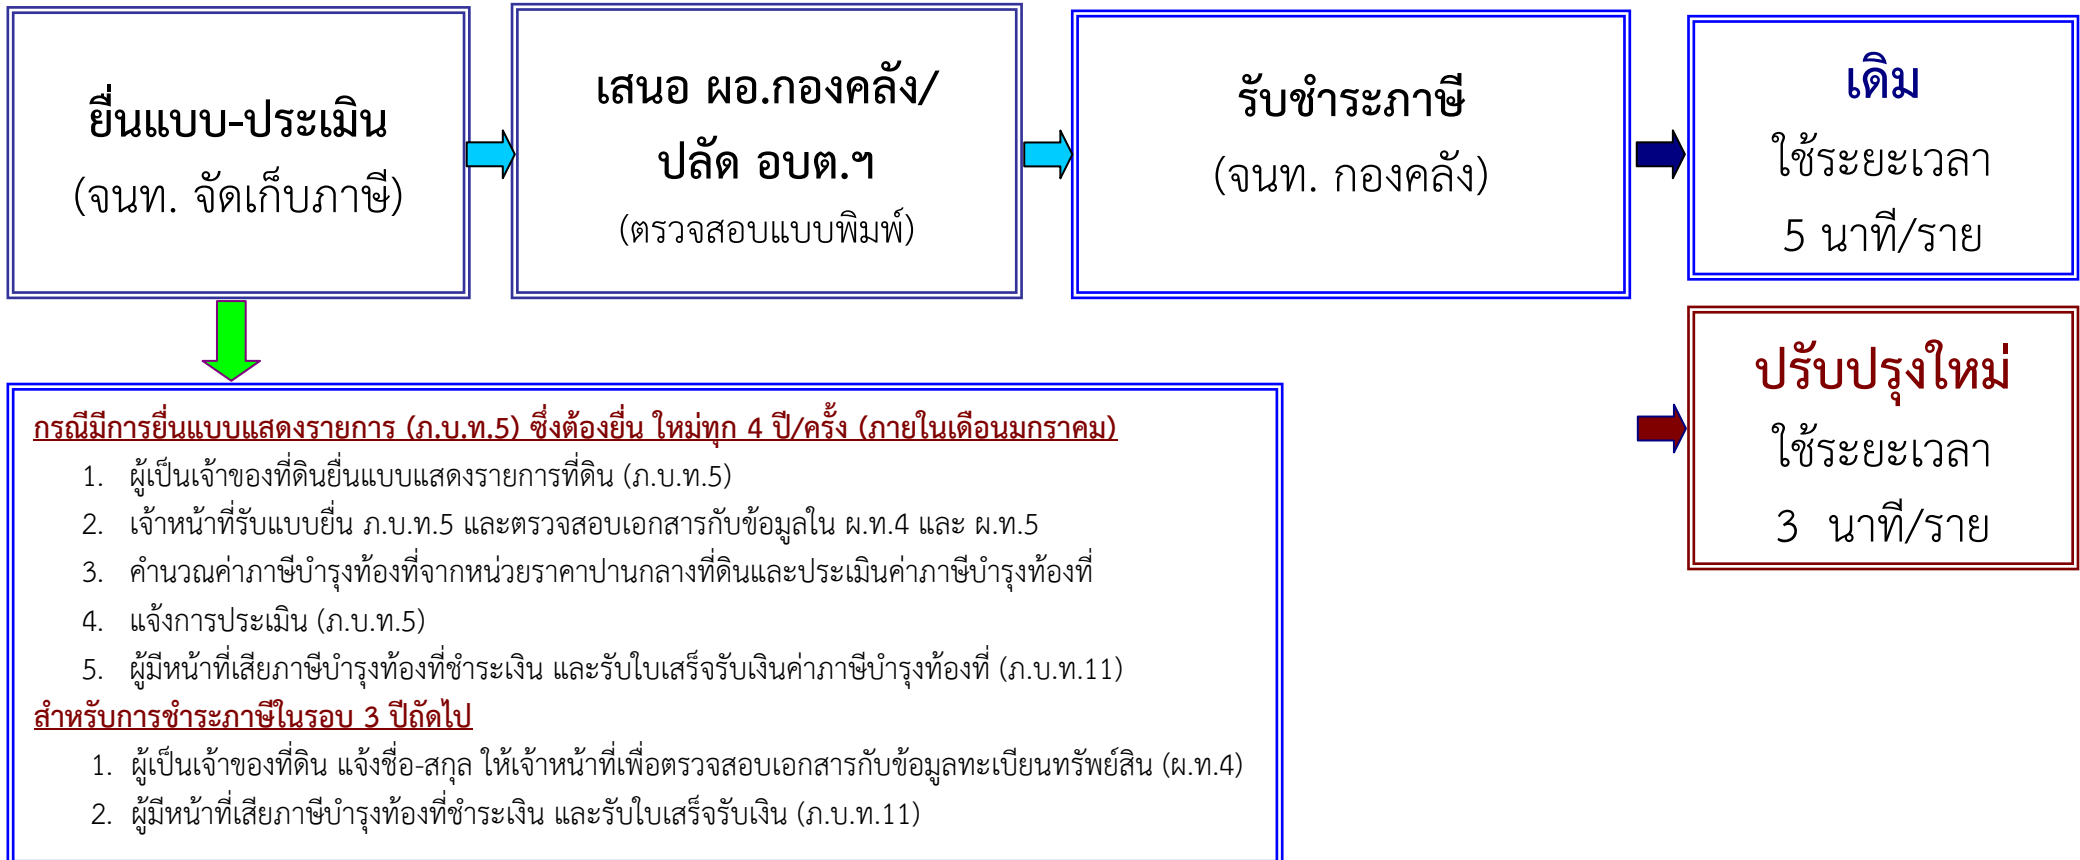 ยื่นแบบ-ประเมิน
(จนท. จัดเก็บภาษี)
เสนอ ผอ.กองคลัง/
ปลัด อบต.ฯ
(ตรวจสอบแบบพิมพ์)
รับชำระภาษี
(จนท. กองคลัง)
เดิม
ใช้ระยะเวลา
5 นาที/ราย
ปรับปรุงใหม่
ใช้ระยะเวลา
3 นาที/ราย
กรณีมีการยื่นแบบแสดงรายการ (ภ.บ.ท.5) ซึ่งต้องยื่น ใหม่ทุก 4 ปี/ครั้ง (ภายในเดือนมกราคม)
1. ผู้เป็นเจ้าของที่ดินยื่นแบบแสดงรายการที่ดิน (ภ.บ.ท.5)
2. เจ้าหน้าที่รับแบบยื่น ภ.บ.ท.5 และตรวจสอบเอกสารกับข้อมูลใน ผ.ท.4 และ ผ.ท.5
3. คำนวณค่าภาษีบำรุงท้องที่จากหน่วยราคาปานกลางที่ดินและประเมินค่าภาษีบำรุงท้องที่
4. แจ้งการประเมิน (ภ.บ.ท.5)
5. ผู้มีหน้าที่เสียภาษีบำรุงท้องที่ชำระเงิน และรับใบเสร็จรับเงินค่าภาษีบำรุงท้องที่ (ภ.บ.ท.11)
สำหรับการชำระภาษีในรอบ 3 ปีถัดไป
1. ผู้เป็นเจ้าของที่ดิน แจ้งชื่อ-สกุล ให้เจ้าหน้าที่เพื่อตรวจสอบเอกสารกับข้อมูลทะเบียนทรัพย์สิน (ผ.ท.4)
2. ผู้มีหน้าที่เสียภาษีบำรุงท้องที่ชำระเงิน และรับใบเสร็จรับเงิน (ภ.บ.ท.11)